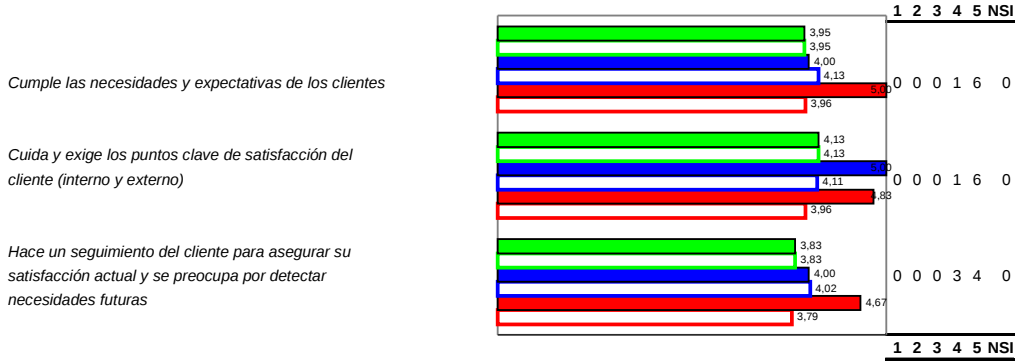 1 2 3 4 5 NSI
3,95
3,95
4,00
4,13
Cumple las necesidades y expectativas de los clientes
5,00
0 0 0 1 6 0
3,96
4,13
4,13
Cuida y exige los puntos clave de satisfacción del
5,00
cliente (interno y externo)
4,11
0 0 0 1 6 0
4,83
3,96
Hace un seguimiento del cliente para asegurar su
3,83
3,83
satisfacción actual y se preocupa por detectar
4,00
0 0 0 3 4 0
4,02
necesidades futuras
4,67
3,79
1 2 3 4 5 NSI